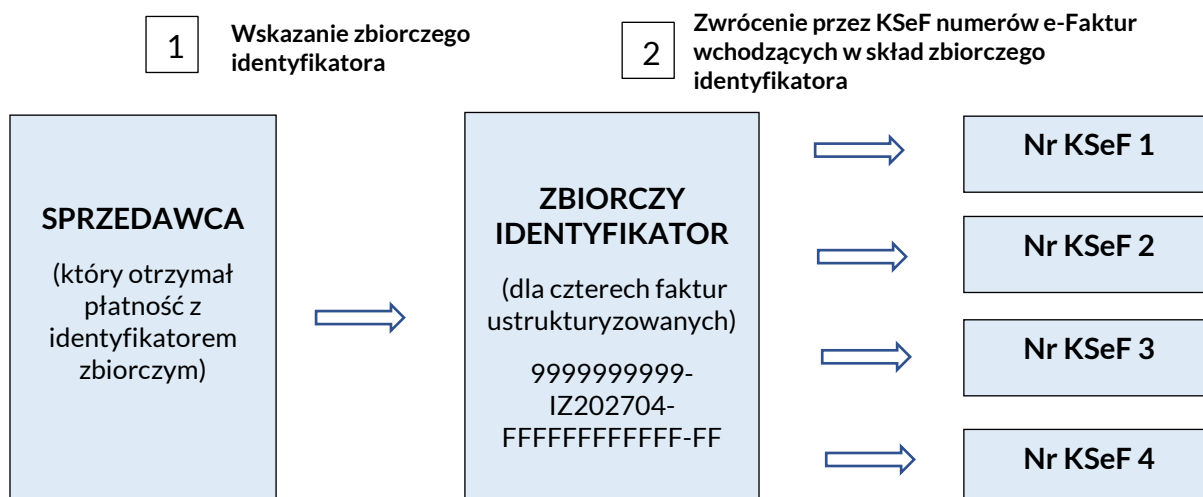 1
Wskazanie zbiorczego
identyfikatora
2
Zwrócenie przez KSeF numerów e-Faktur
wchodzących w skład zbiorczego
identyfikatora
SPRZEDAWCA
(który otrzymał
płatność z
identyfikatorem
zbiorczym)
ZBIORCZY
IDENTYFIKATOR
(dla czterech faktur
ustrukturyzowanych)
9999999999-
IZ202704-
FFFFFFFFFFFF-FF
Nr KSeF 1
Nr KSeF 2
Nr KSeF 3
Nr KSeF 4